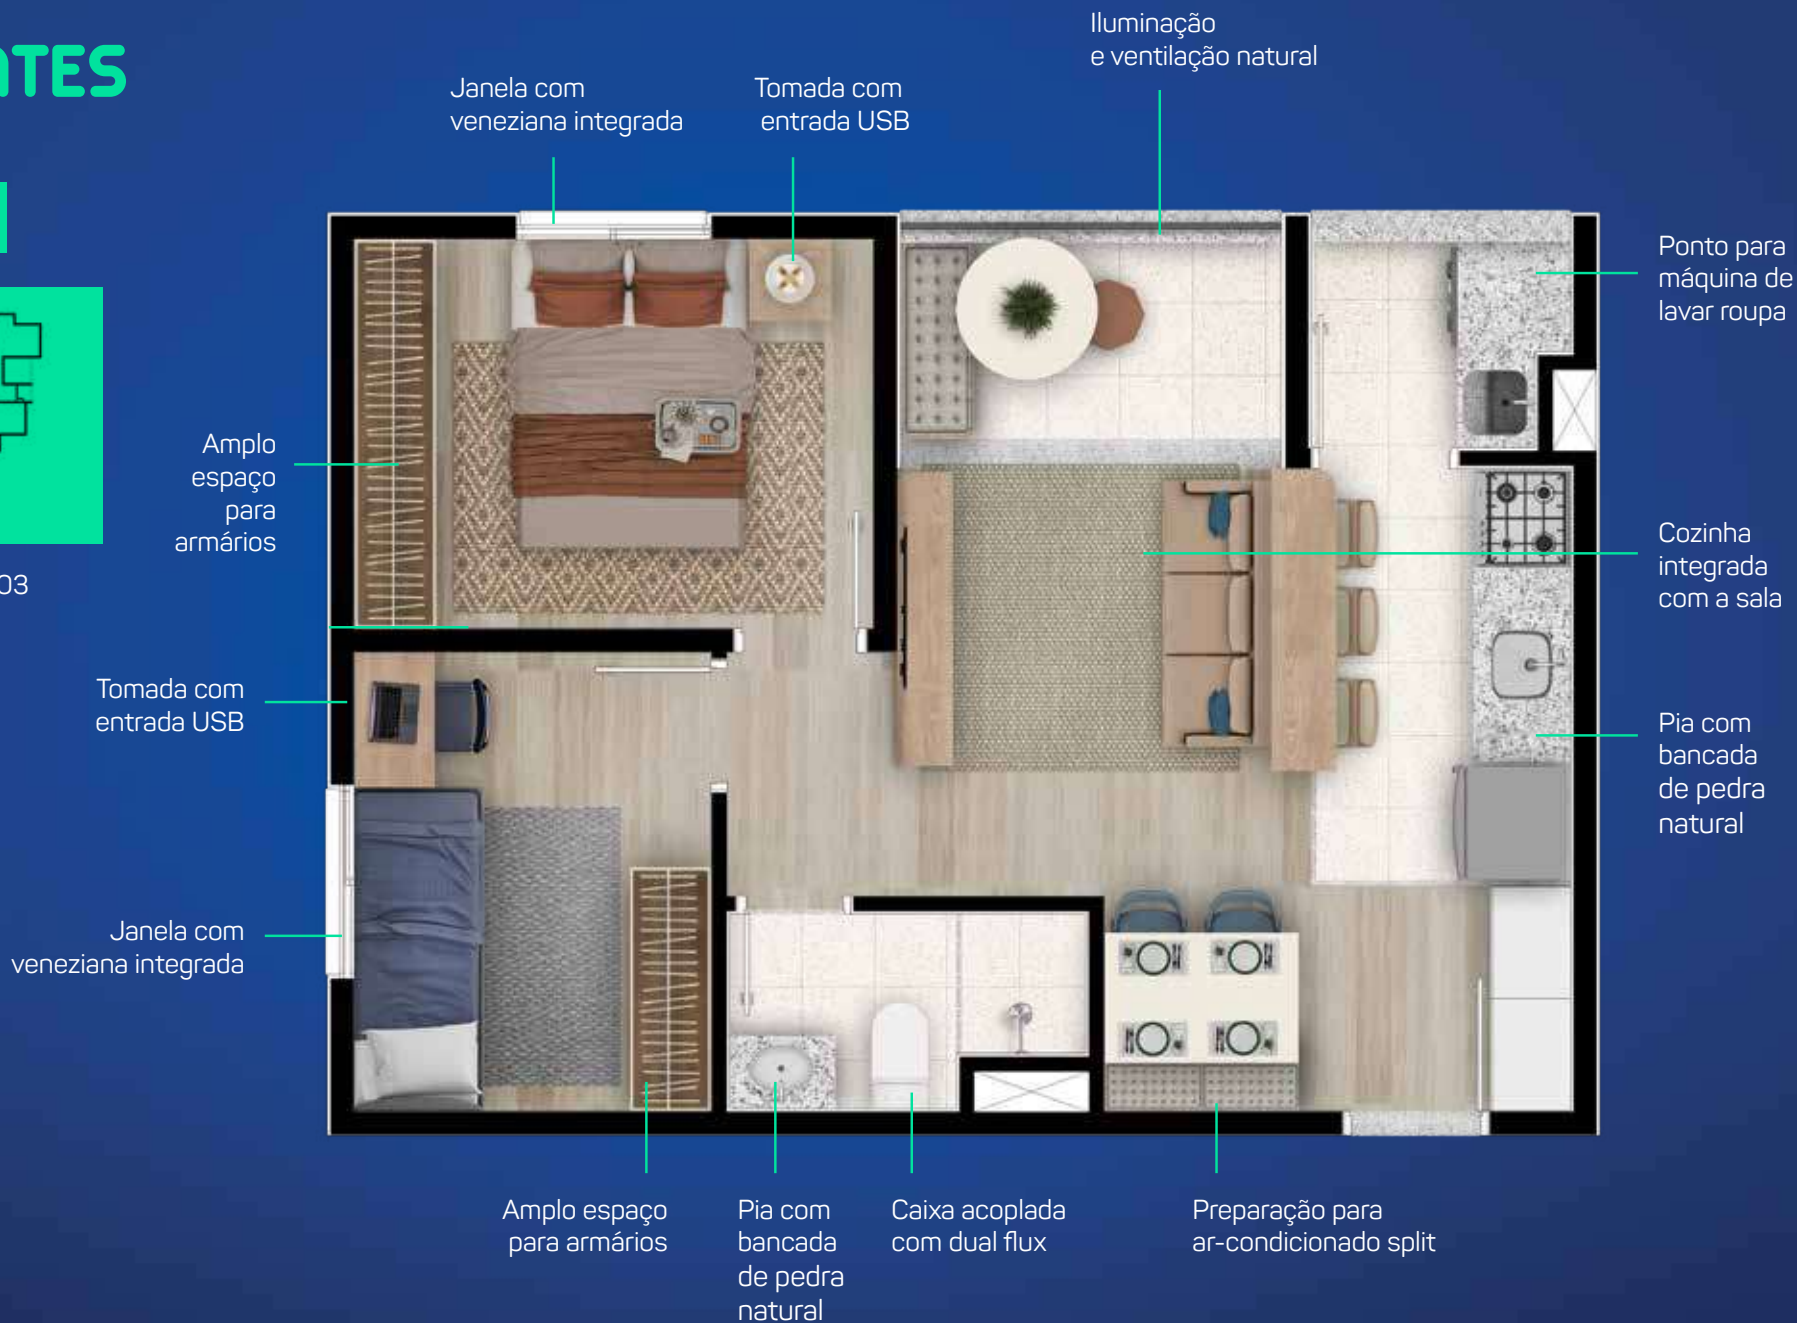 Iluminação
e ventilação natural
Janela com
veneziana integrada
Tomada com
entrada USB
Ponto para
máquina de
lavar roupa
Amplo
espaço
para
armários
Cozinha
integrada
com a sala
03
Tomada com
entrada USB
Pia com
bancada
de pedra
natural
Janela com
veneziana integrada
Amplo espaço
para armários
Pia com
bancada
de pedra
natural
Caixa acoplada
com dual flux
Preparação para
ar-condicionado split